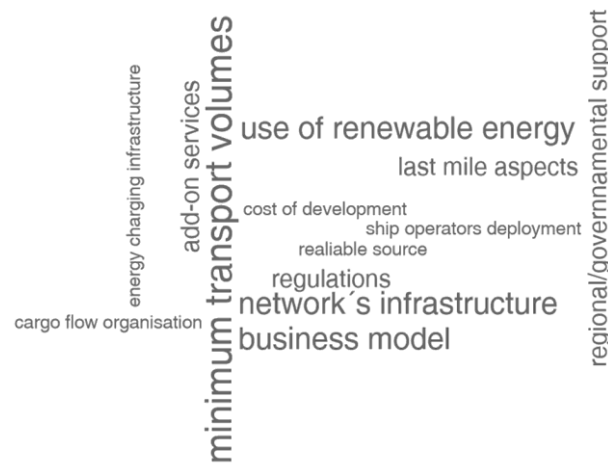 energy charging infrastructure
add-on services
minimum transport volumes
use of renewable energy
last mile aspects
cost of development
ship operators deployment
realiable source
regulations
network´s infrastructure
cargo flow organisation
business model
regional/governnamental support